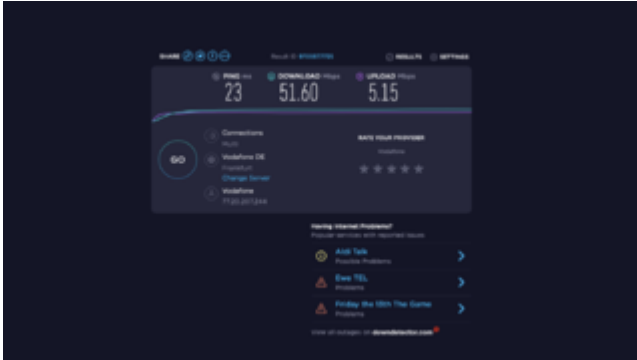 SHARE
Result ID
RESULTS
SETTINGS
PING ms
DOWNLOAD Mbps
UPLOAD Mbps
23
51.60
5.15
Connections
Multi
GO
Vodafone DE
Frankfurt
Change Server
Vodafone
RATE YOUR PROVIDER
Vodafone
Having Internet Problems?
Popular services with reported issues
Aldi Talk
Possible Problems
Ewe TEL
Problems
Friday the 13th The Game
Problems
View all outages on downdetector.com